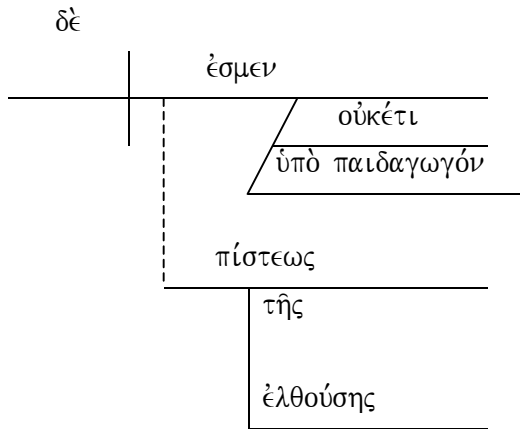 δὲ
ἐσμεν
οὐκέτι
ὑπὸ παιδαγωγόν
πίστεως
τῆς
ἐλθούσης